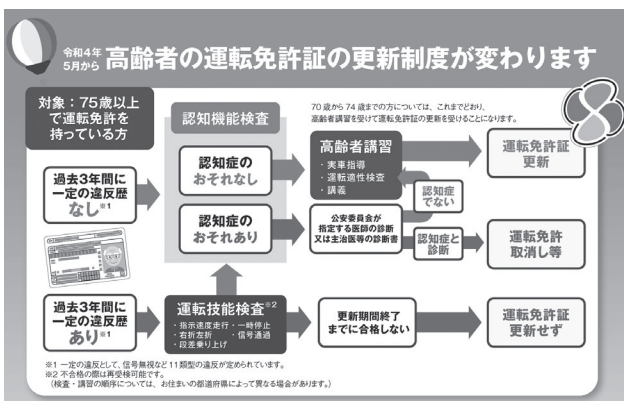 令和4年
5月から
高齢者の運転免許証の更新制度が変わります
対象：75歳以上
で運転免許を
持っている方
認知機能検査
70歳から74歳までの方については、これまでどおり、
高齢者講習を受けて運転免許証の更新を受けることになります。
過去3年間に
一定の違反歴
なし※1
認知症の
おそれなし
高齢者講習
・実車指導
・運転適性検査
・講義
運転免許証
更新
認知症
でない
認知症の
おそれあり
公安委員会が
指定する医師の診断
又は主治医等の診断書
認知症と
診断
運転免許
取消し等
過去3年間に
一定の違反歴
あり※1
運転技能検査※2
・指示速度走行・一時停止
・右折左折　・信号通過
・段差乗り上げ
更新期間終了
までに合格しない
運転免許証
更新せず
※1 一定の違反として、信号無視など11類型の違反が定められています。
※2 不合格の際は再受検可能です。
（検査・講習の順序については、お住まいの都道府県によって異なる場合があります。）